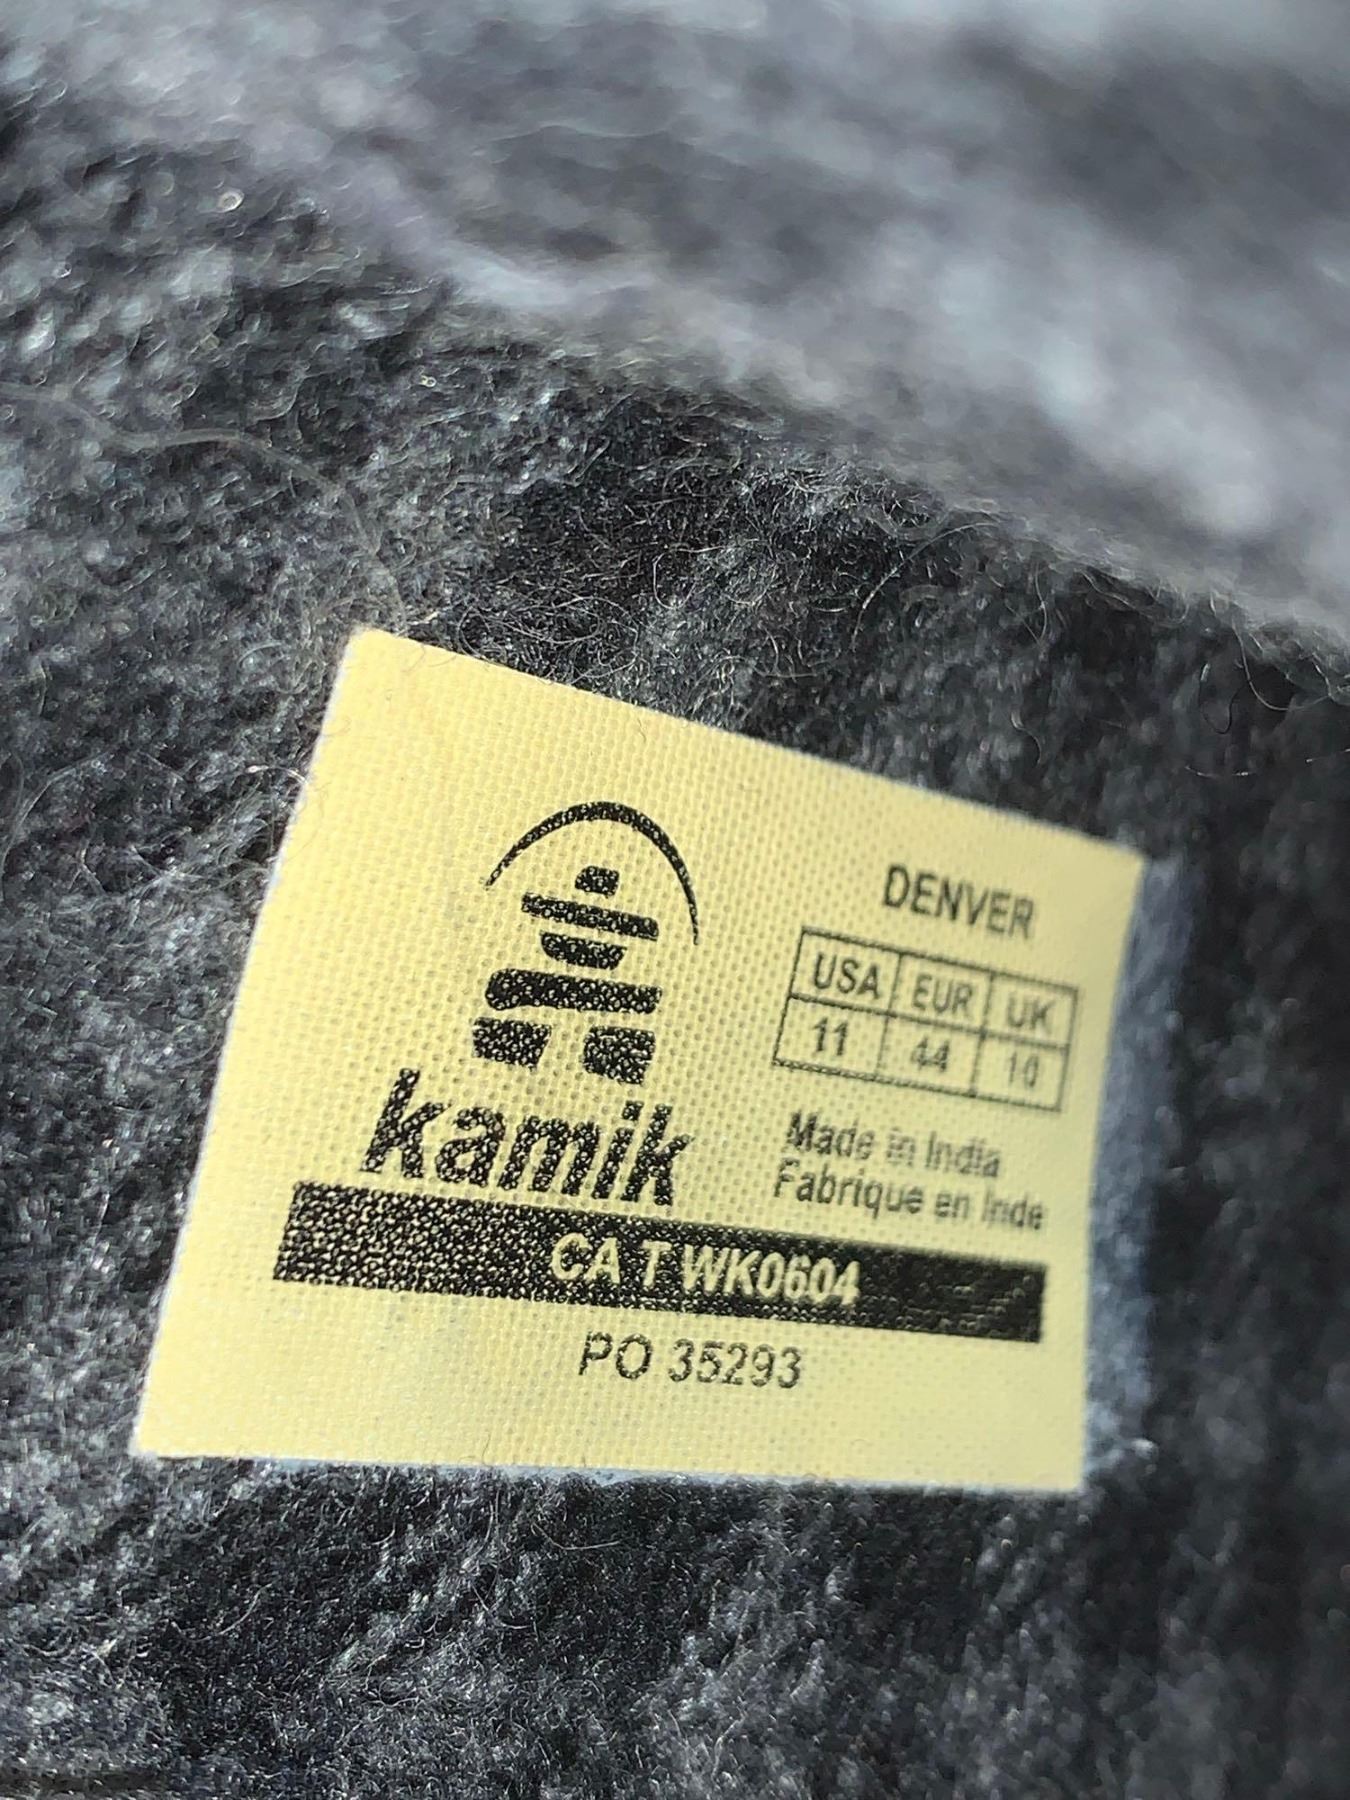 kamik
DENVER
USA EUR UK
11 44 10
Made in India
Fabrique en Inde
CA T WK0604
PO 35293